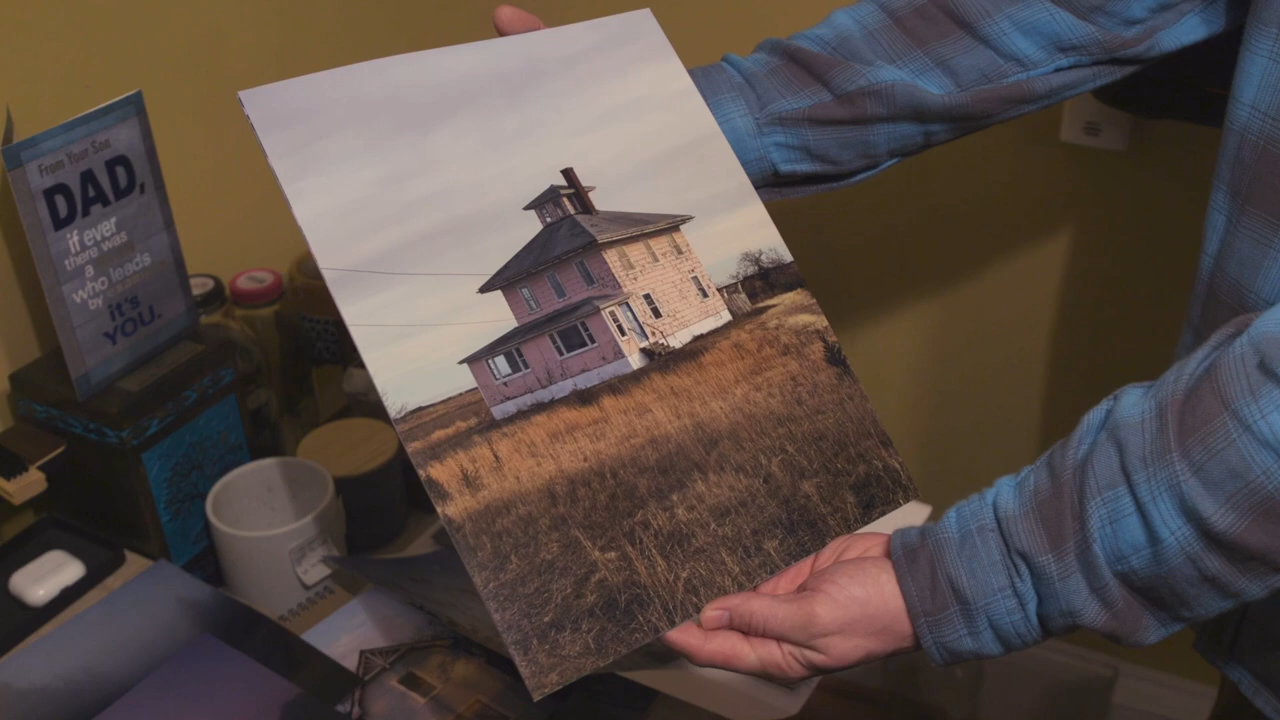 From Your Son
DAD,
if ever
there was
a
who leads
by
it's
YOU.